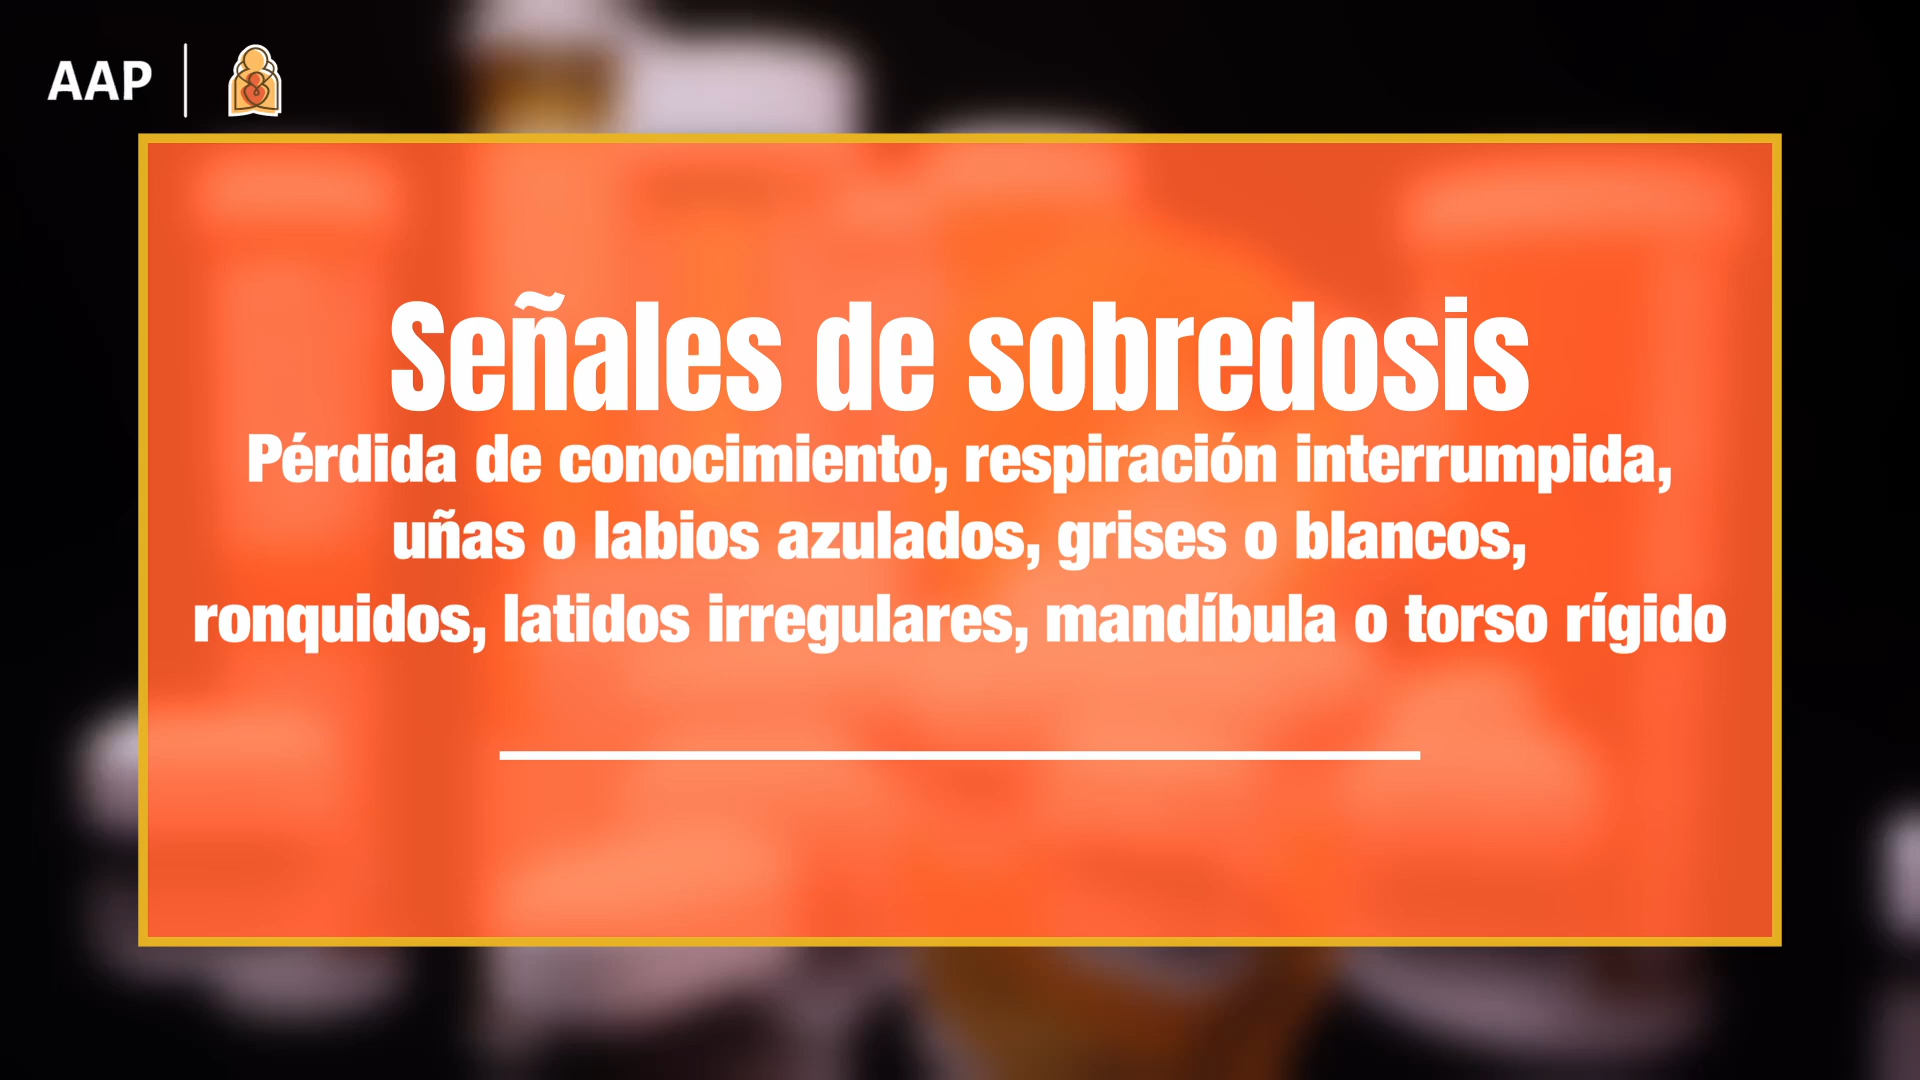 AAP
Señales de sobredosis
Pérdida de conocimiento, respiración interrumpida,
uñas o labios azulados, grises o blancos,
ronquidos, latidos irregulares, mandíbula o torso rígido